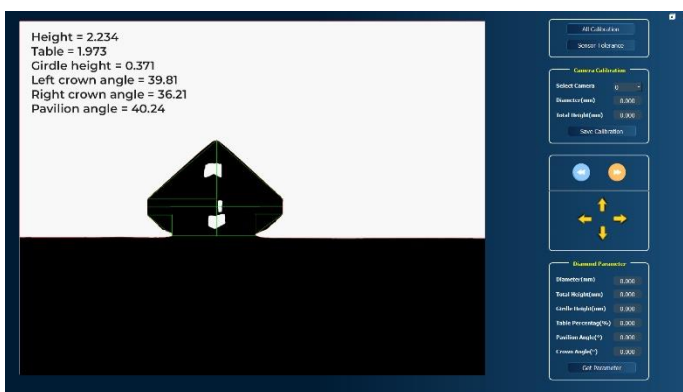 Height = 2.234
Table = 1.973
Girdle height = 0.371
Left crown angle = 39.81
Right crown angle = 36.21
Pavilion angle = 40.24
All Calibration
Sensor Tolerance
Camera Calibration
Select Camera 0
Diameter(mm) 0.000
Total Height(mm) 0.000
Save Calibration
Diamond Parameter
Diameter(mm) 0.000
Total Height(mm) 0.000
Girdle Height(mm) 0.000
Table Percentag(%) 0.000
Pavilion Angle(°) 0.000
Crown Angle(°) 0.000
Get Parameter